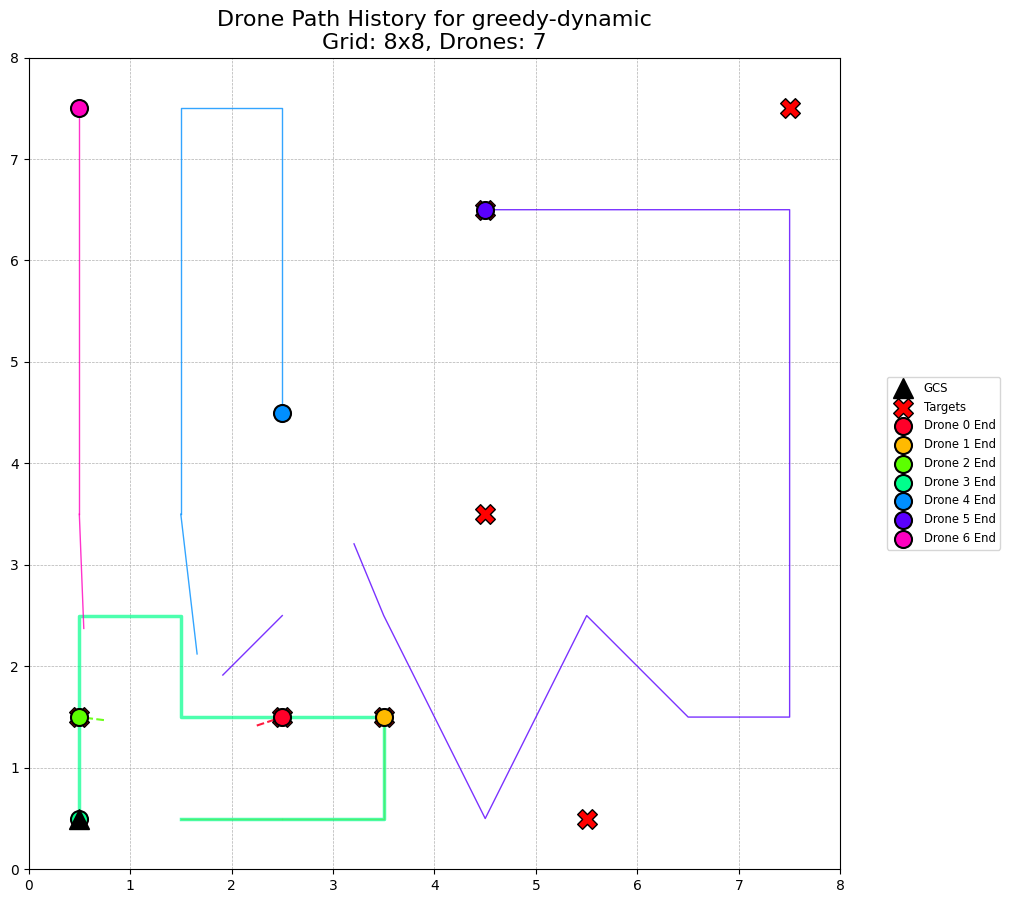 Drone Path History for greedy-dynamic
Grid: 8x8, Drones: 7
8
7
6
5
4
3
2
1
0
0 1 2 3 4 5 6 7 8
GCS
Targets
Drone 0 End
Drone 1 End
Drone 2 End
Drone 3 End
Drone 4 End
Drone 5 End
Drone 6 End